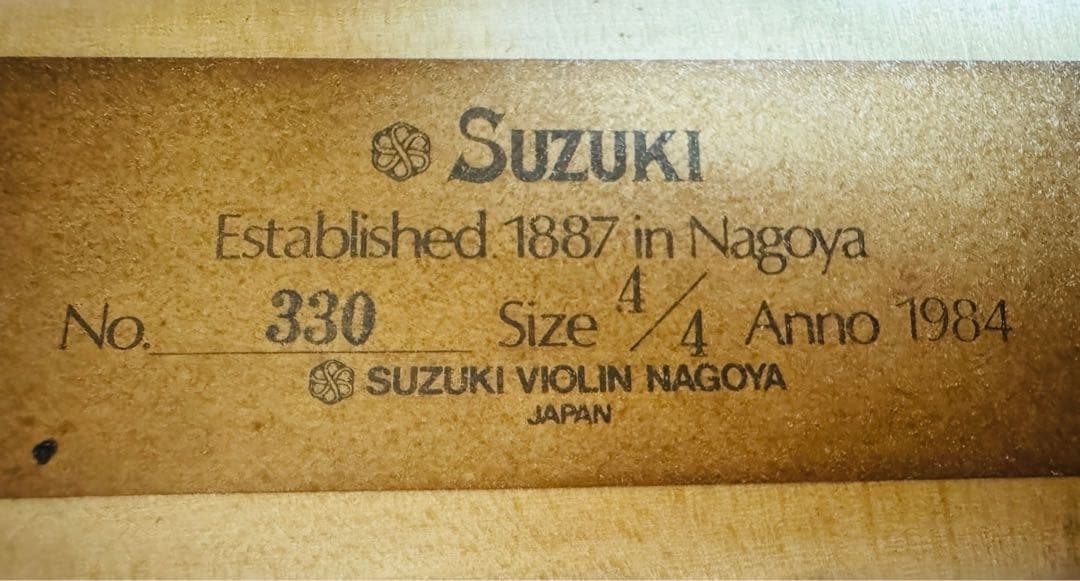 SUZUKI
Established. 1887 in Nagoya
No. 330 Size 4/4 Anno 1984
SUZUKI VIOLIN NAGOYA
JAPAN